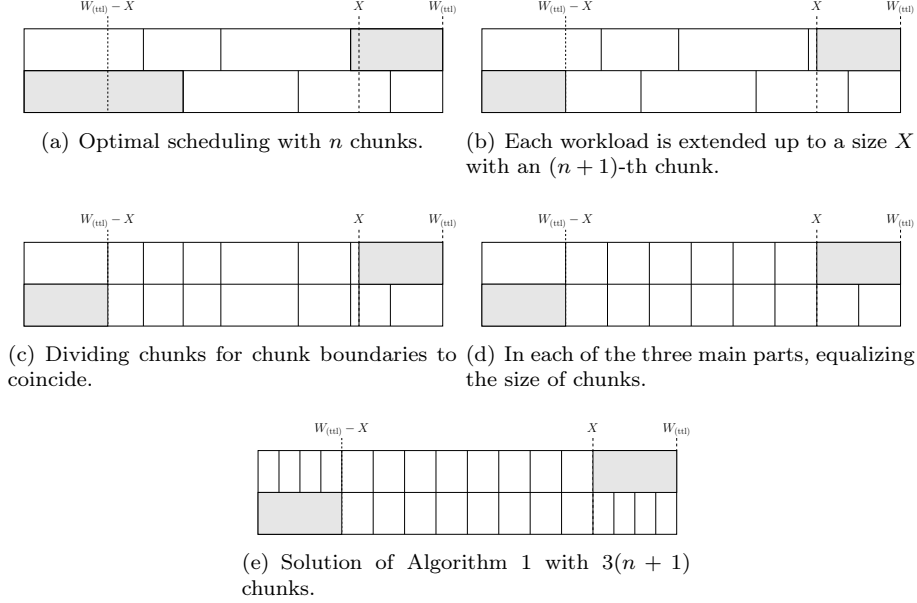 W(ttl) − X X W(ttl)
W(ttl) − X X W(ttl)
(a) Optimal scheduling with n chunks.
(b) Each workload is extended up to a size X
with an (n + 1)-th chunk.
W(ttl) − X X W(ttl)
W(ttl) − X X W(ttl)
(c) Dividing chunks for chunk boundaries to
coincide.
(d) In each of the three main parts, equalizing
the size of chunks.
W(ttl) − X X W(ttl)
(e) Solution of Algorithm 1 with 3(n + 1)
chunks.